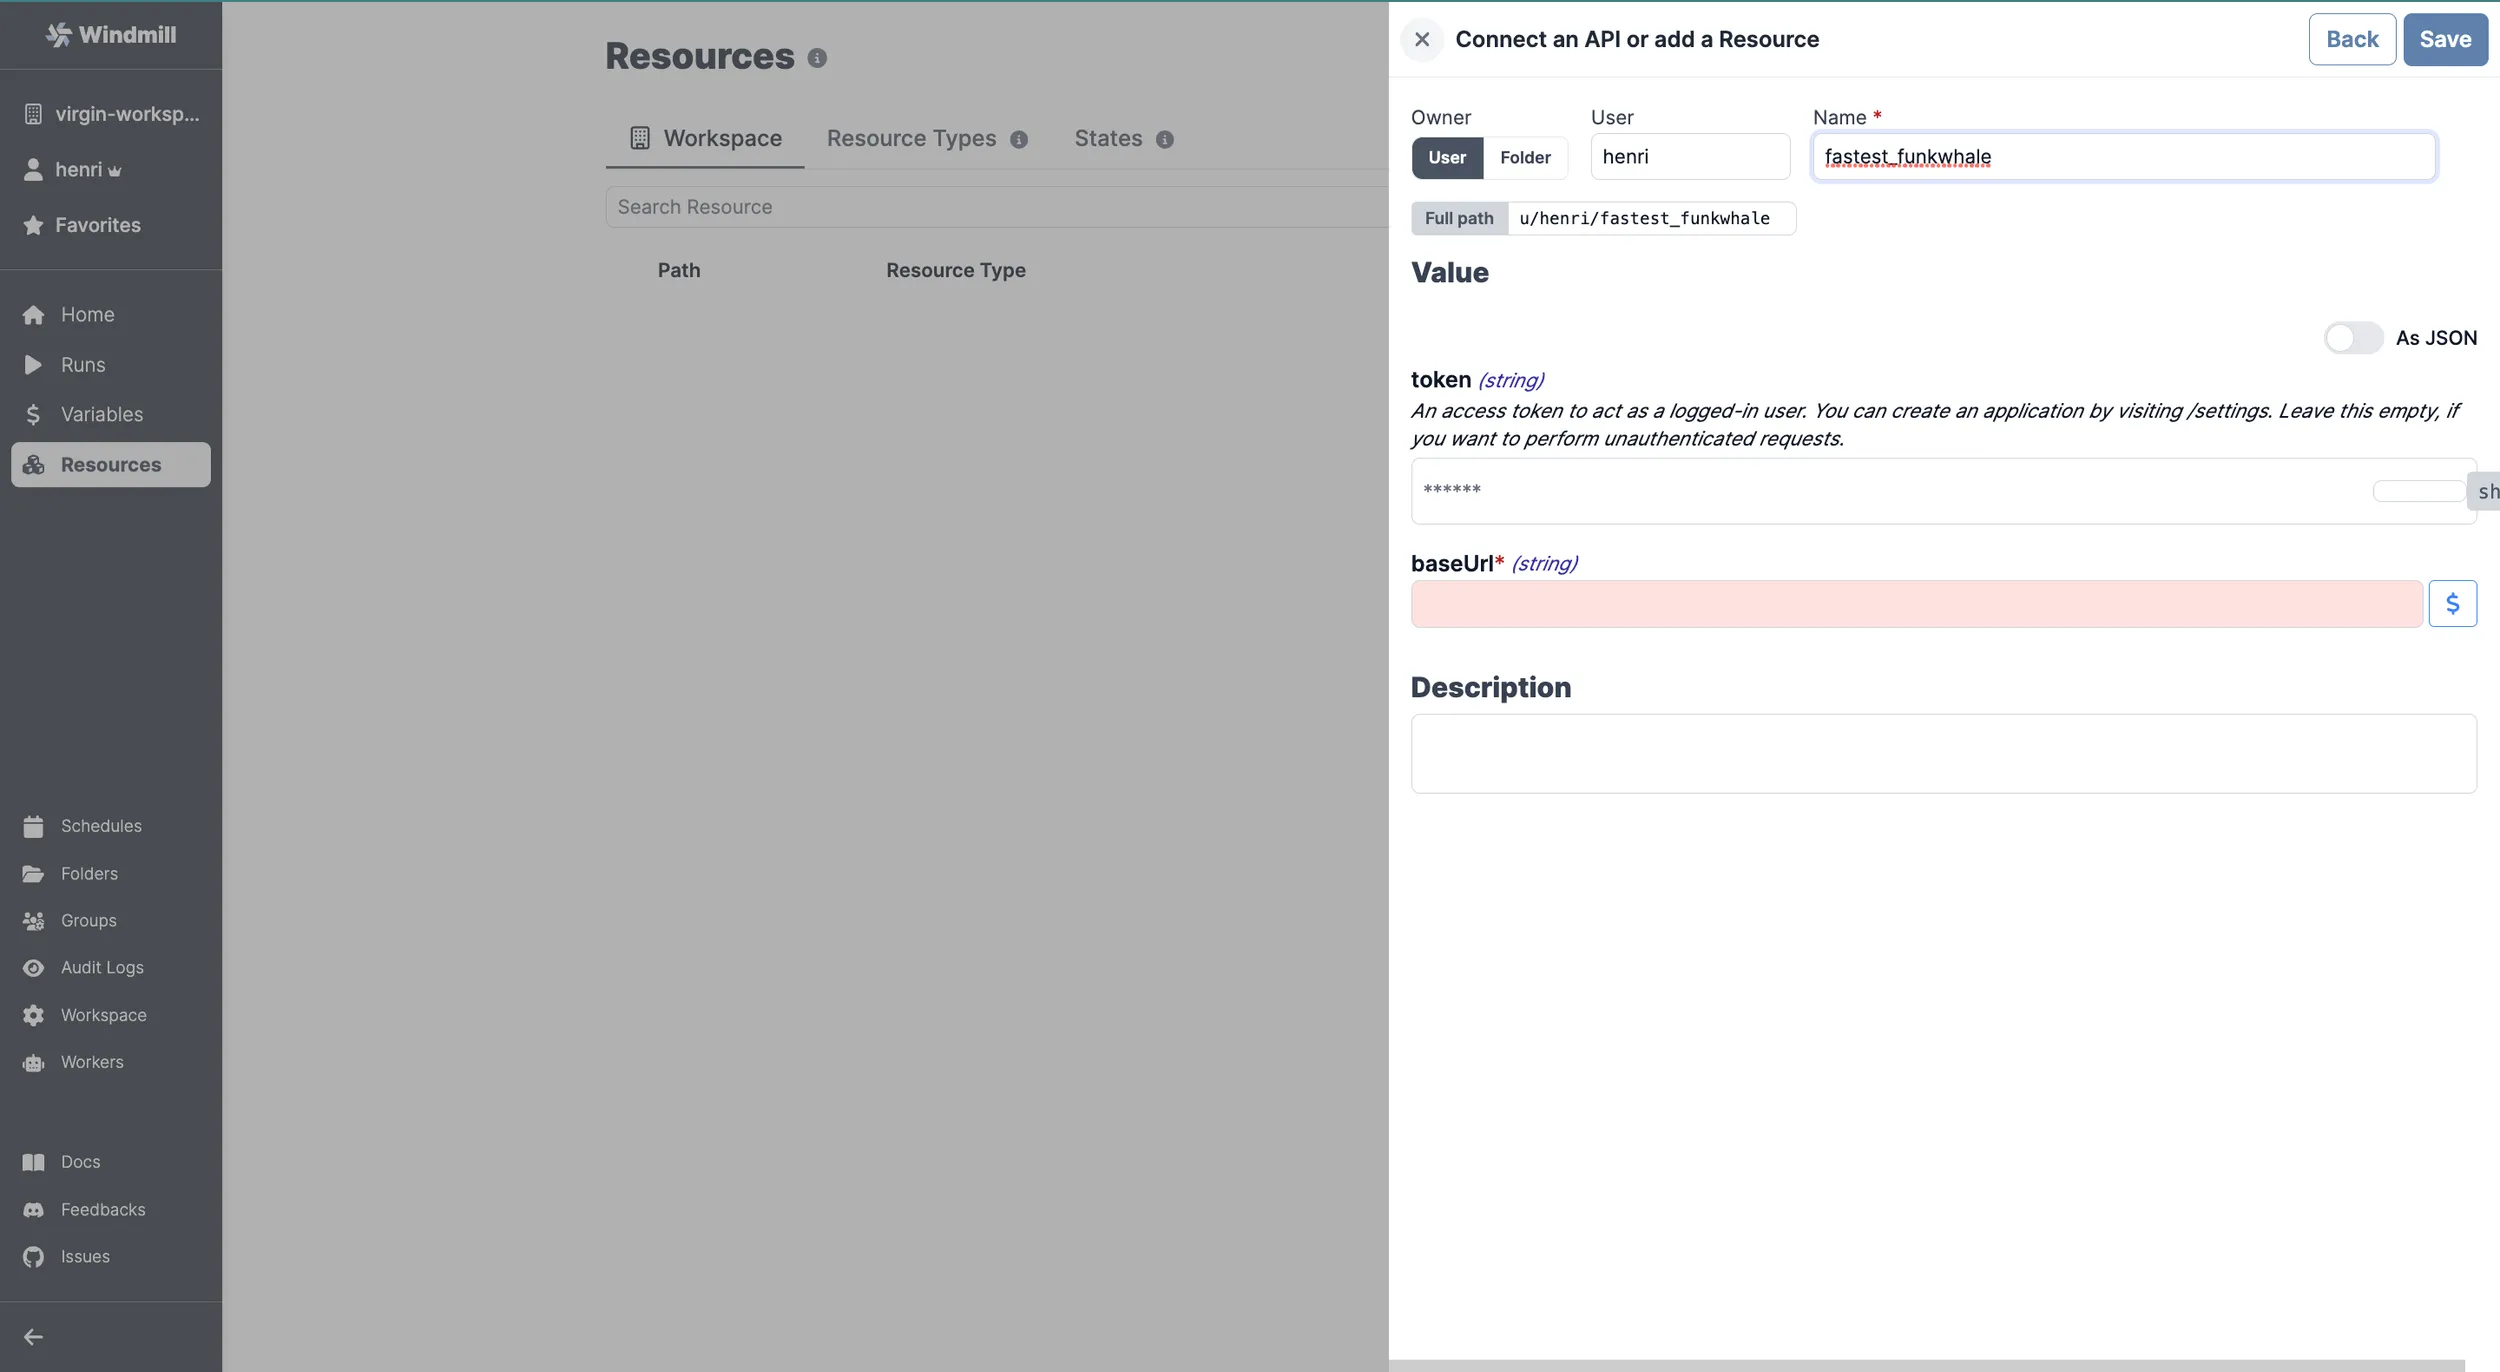 Windmill
virgin-worksp...
henri
Favorites
Home
Runs
Variables
Resources
Schedules
Folders
Groups
Audit Logs
Workspace
Workers
Docs
Feedbacks
Issues
Resources
Workspace
Resource Types
States
Search Resource
Path
Resource Type
Connect an API or add a Resource
Back
Save
Owner
User
Name *
User
Folder
henri
fastest_funkwhale
Full path
u/henri/fastest_funkwhale
Value
As JSON
token (string)
An access token to act as a logged-in user. You can create an application by visiting /settings. Leave this empty, if
you want to perform unauthenticated requests.
******
sh
baseUrl* (string)
$
Description